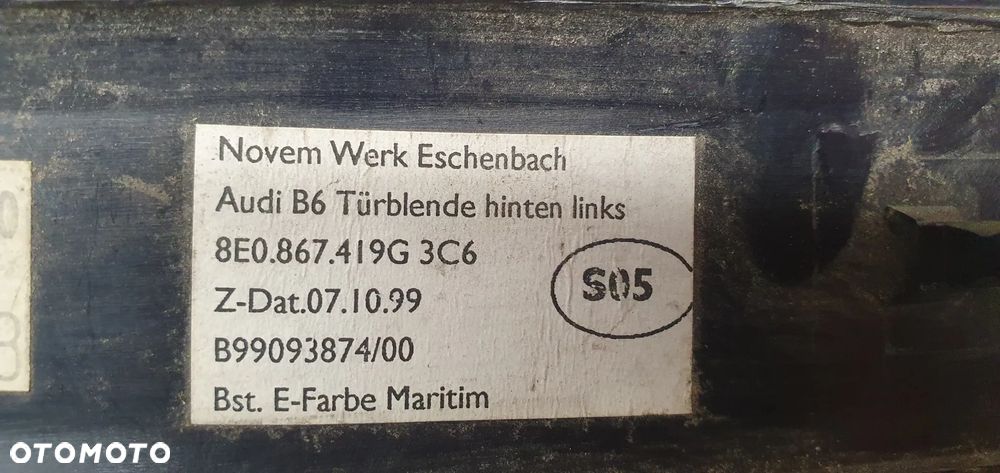 Novem Werk Eschenbach
Audi B6 Türblende hinten links
8E0.867.419G 3C6
Z-Dat.07.10.99
S05
B99093874/00
Bst. E-Farbe Maritim
OTOMOTO